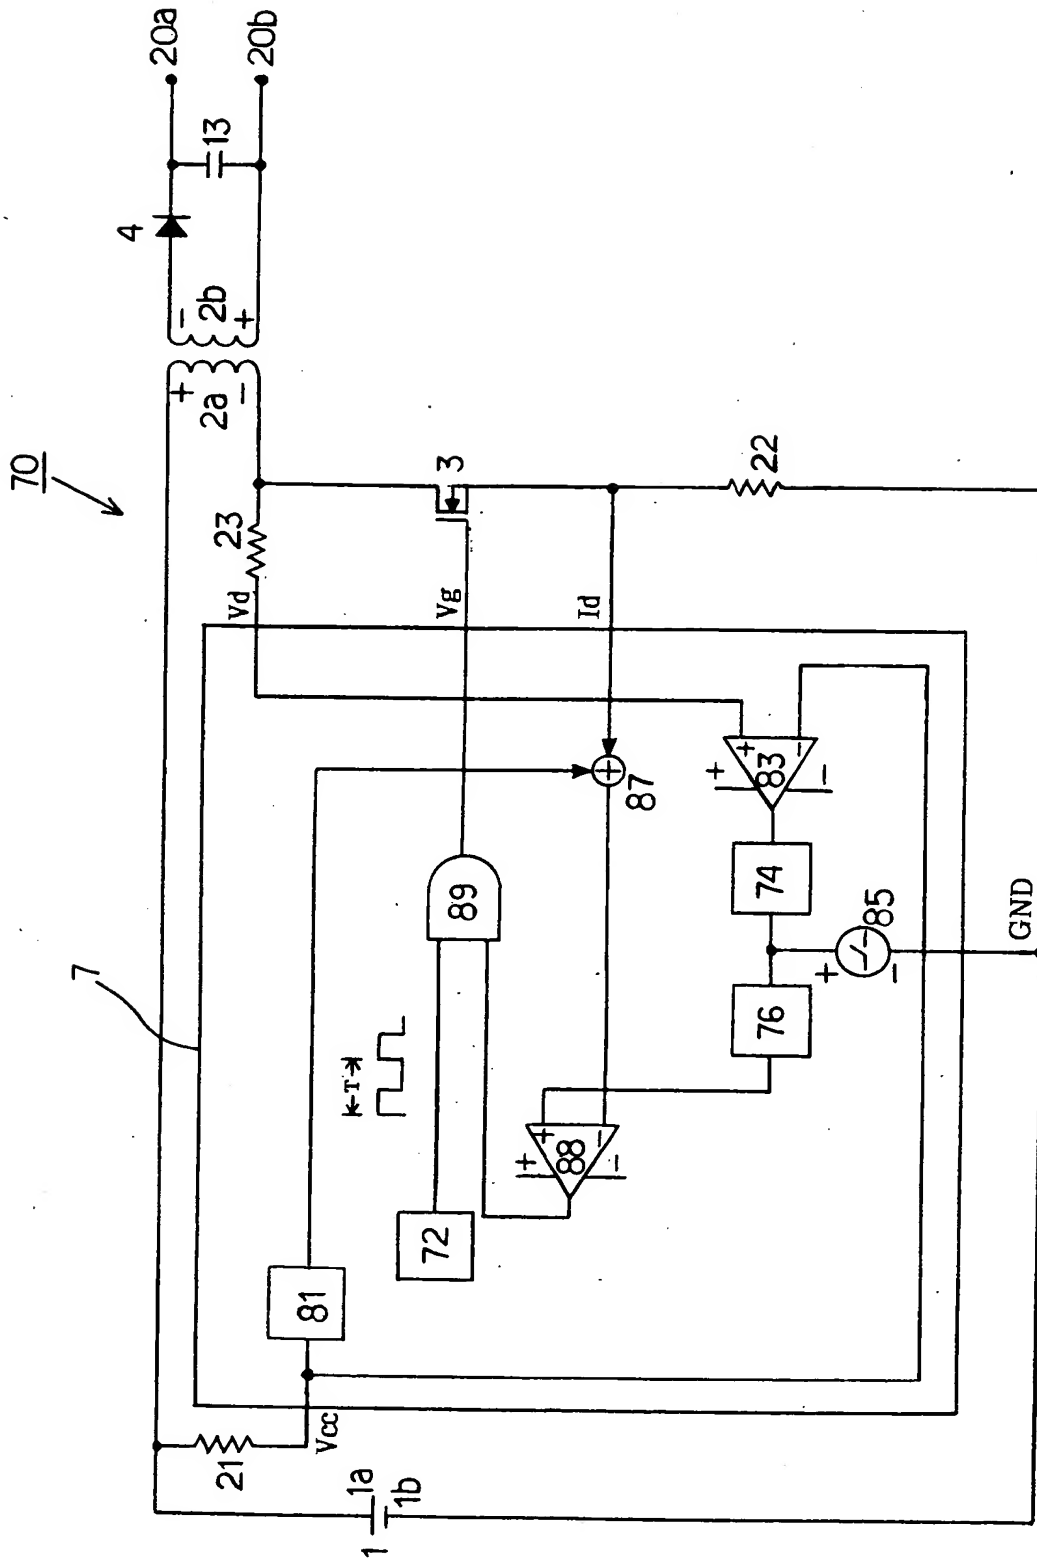 70
7
1
1a
1b
21
Vcc
81
72
T
89
88
+
−
+
−
76
74
85
+
−
83
+
−
+
−
87
GND
Vd
23
Vg
Id
3
22
2a
+
−
2b
−
+
4
13
20a
20b